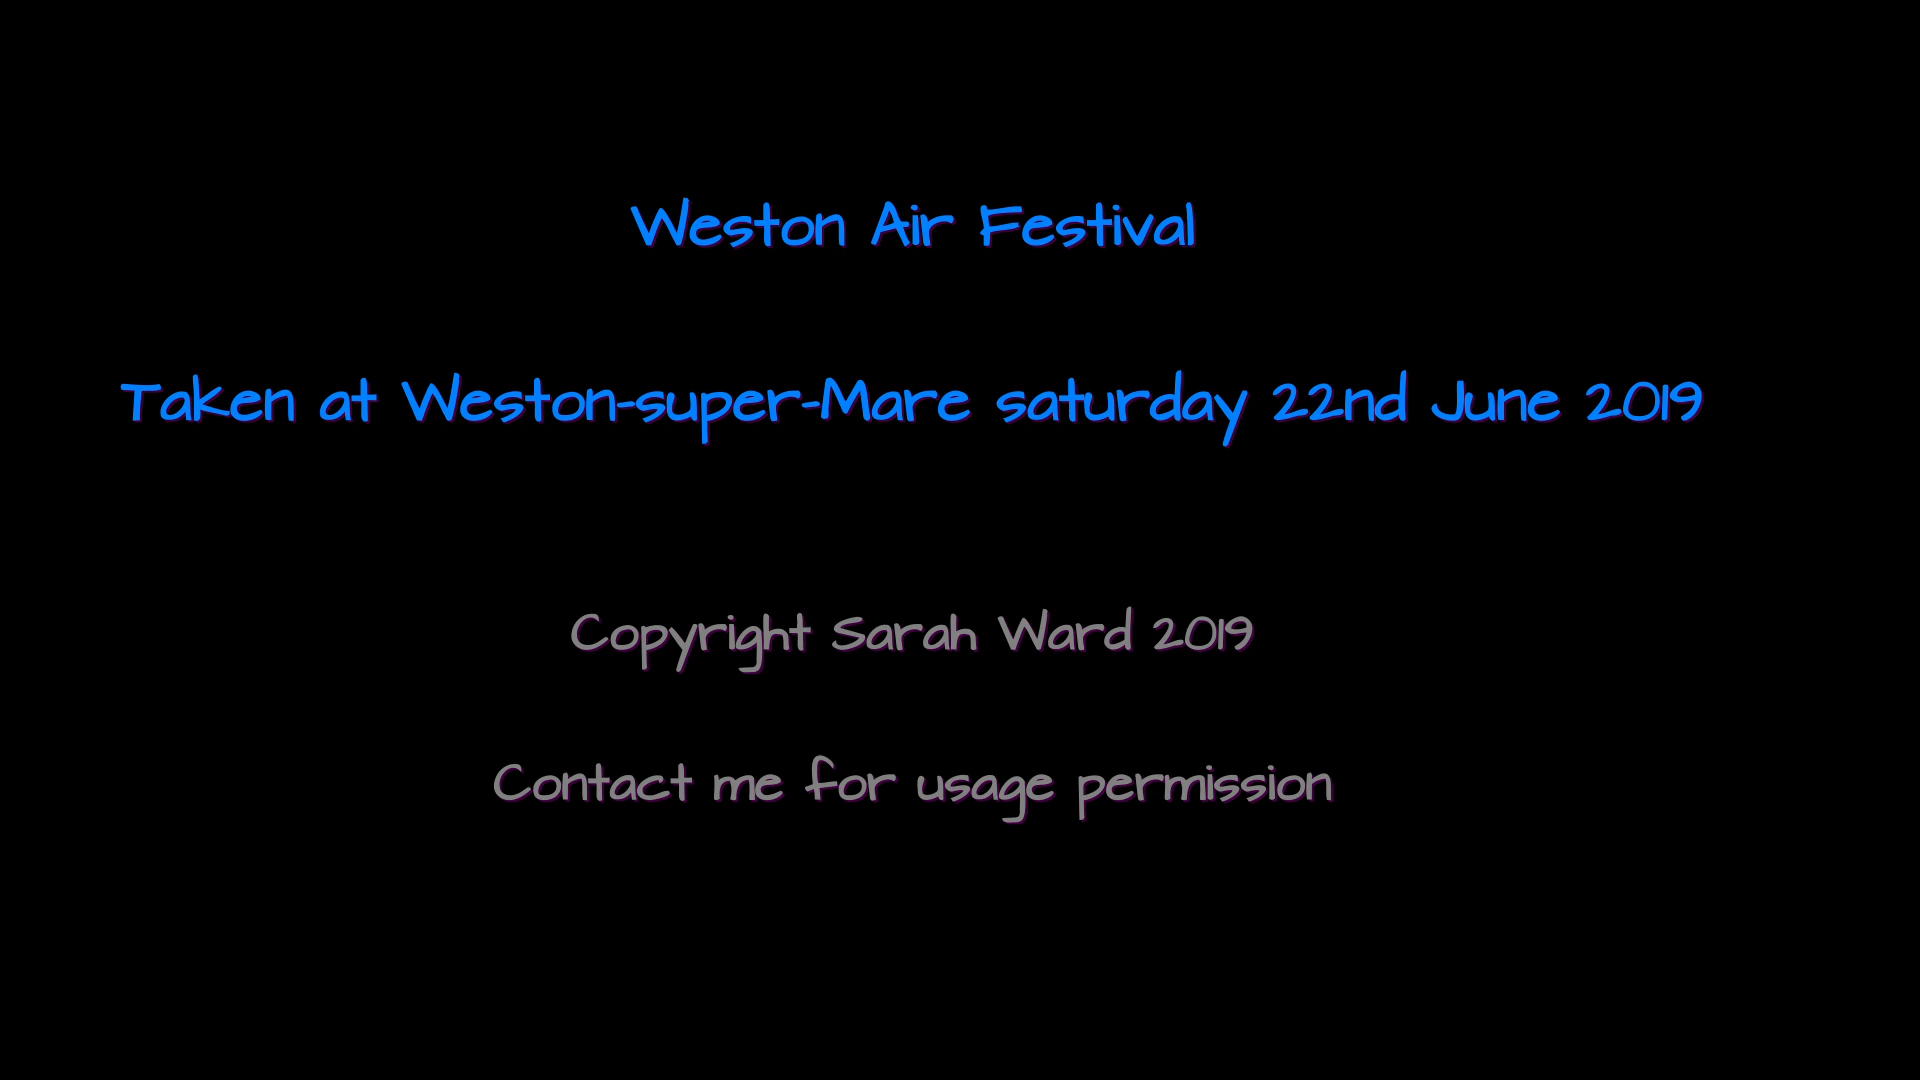 Weston Air Festival
Taken at Weston-super-Mare saturday 22nd June 2019
Copyright Sarah Ward 2019
Contact me for usage permission